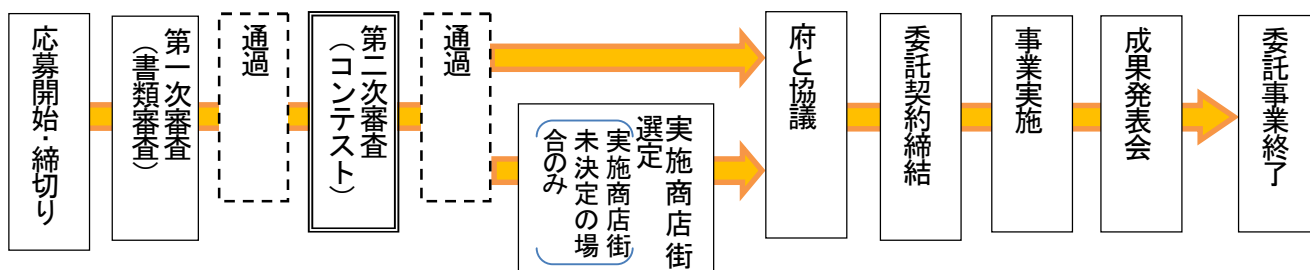 応募開始・締切り
第一次審査
（書類審査）
通過
第二次審査
（コンテスト）
通過
実施商店街
選定
実施商店街
未決定の場
合のみ
府と協議
委託契約締結
事業実施
成果発表会
委託事業終了